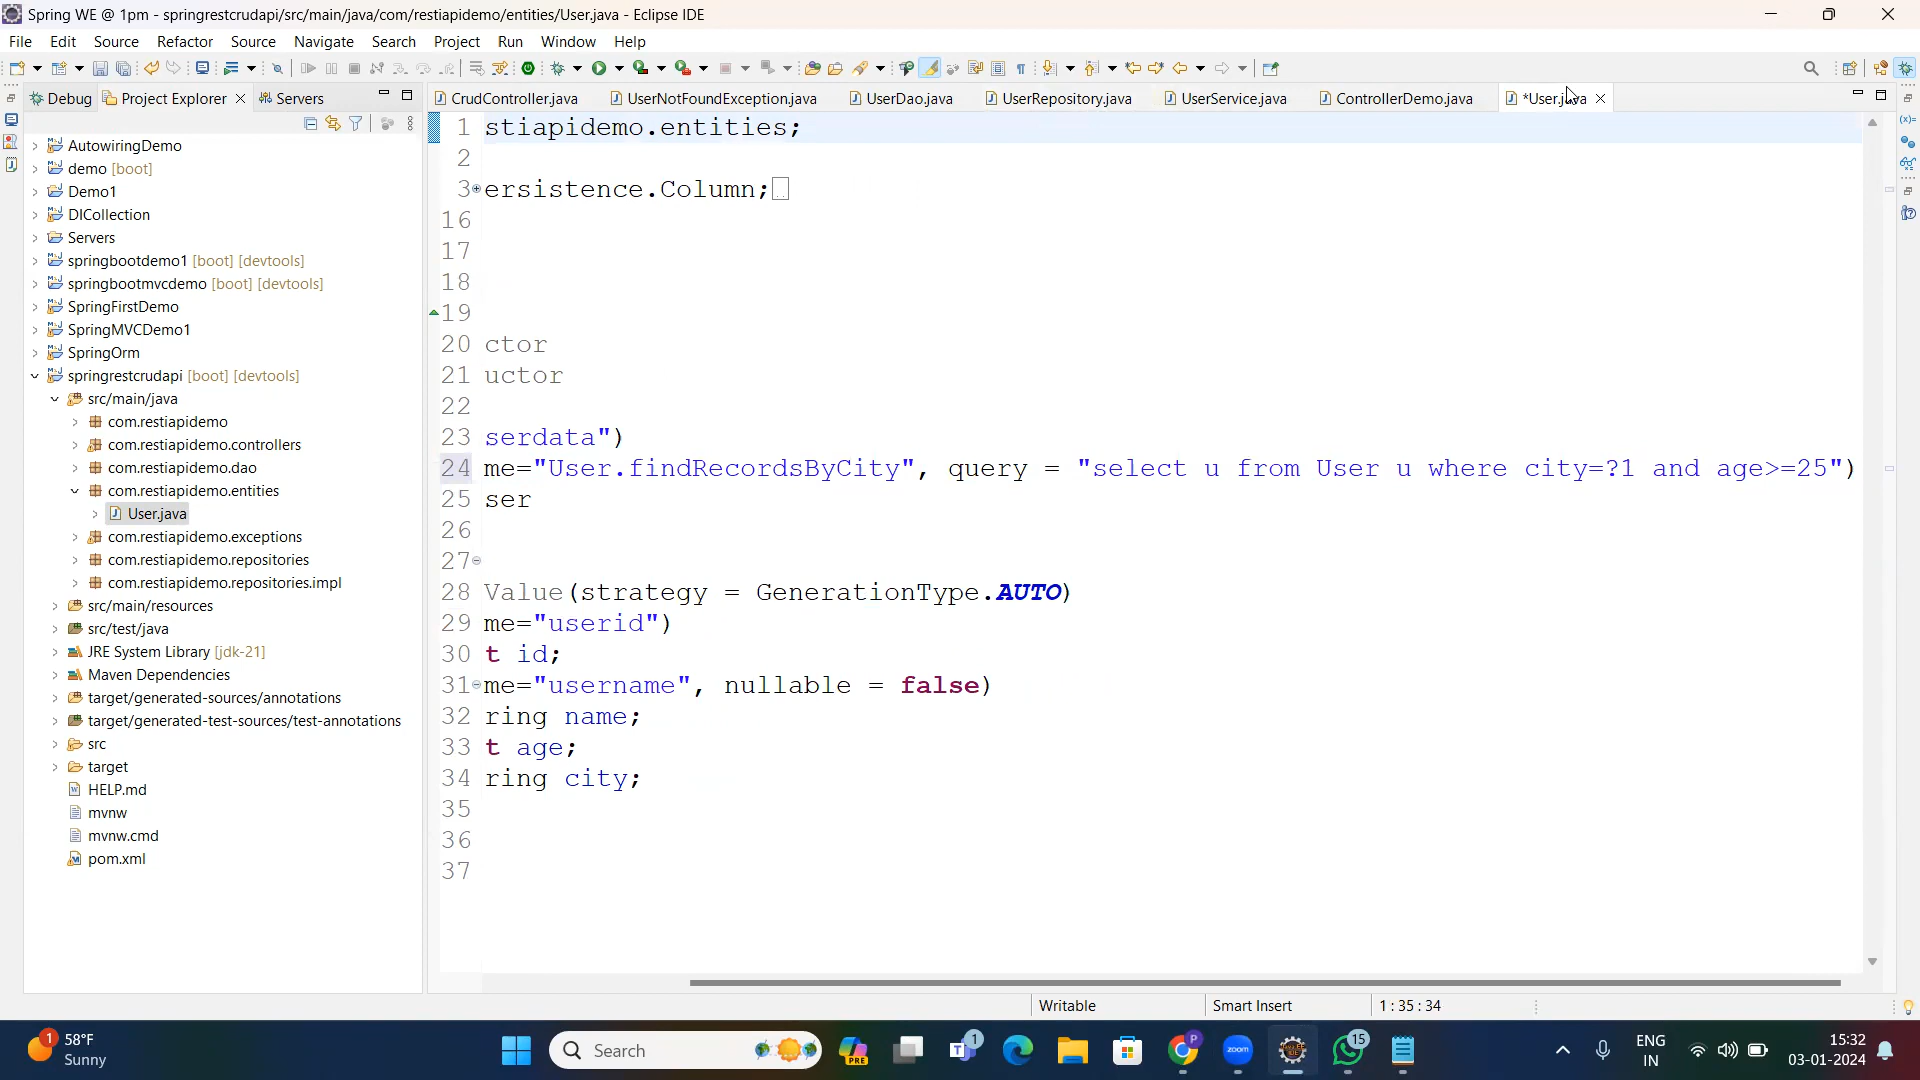 Spring WE @ 1pm - springrestcrudapi/src/main/java/com/restiapidemo/entities/User.java - Eclipse IDE
File Edit Source Refactor Source Navigate Search Project Run Window Help
Debug Project Explorer Servers
CrudController.java UserNotFoundException.java UserDao.java UserRepository.java UserService.java ControllerDemo.java *User.java
AutowiringDemo
demo [boot]
Demo1
DICollection
Servers
springbootdemo1 [boot] [devtools]
springbootmvcdemo [boot] [devtools]
SpringFirstDemo
SpringMVCDemo1
SpringOrm
springrestcrudapi [boot] [devtools]
src/main/java
com.restiapidemo
com.restiapidemo.controllers
com.restiapidemo.dao
com.restiapidemo.entities
User.java
com.restiapidemo.exceptions
com.restiapidemo.repositories
com.restiapidemo.repositories.impl
src/main/resources
src/test/java
JRE System Library [jdk-21]
Maven Dependencies
target/generated-sources/annotations
target/generated-test-sources/test-annotations
src
target
HELP.md
mvnw
mvnw.cmd
pom.xml
1 stiapidemo.entities;
2
3 ersistence.Column;
16
17
18
19
20 ctor
21 uctor
22
23 serdata")
24 me="User.findRecordsByCity", query = "select u from User u where city=?1 and age>=25")
25 ser
26
27
28 Value(strategy = GenerationType.AUTO)
29 me="userid")
30 t id;
31 me="username", nullable = false)
32 ring name;
33 t age;
34 ring city;
35
36
37
Writable Smart Insert 1 : 35 : 34
1 58°F
Sunny
Search
PRE
1
P
zoom
15
ENG
IN
15:32
03-01-2024